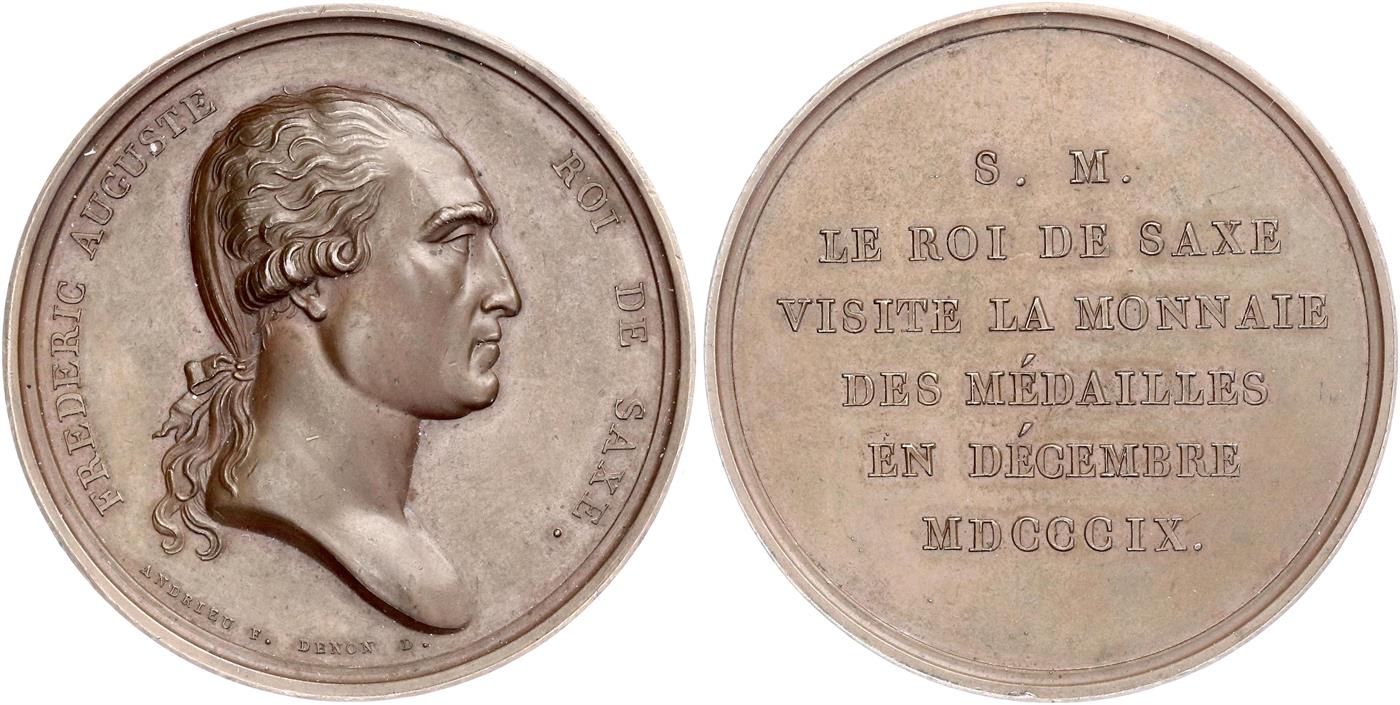 FREDERIC AUGUSTE ROI DE SAXE.
ANDRIEU F. DENON D.
S. M.
LE ROI DE SAXE
VISITE LA MONNAIE
DES MÉDAILLES
EN DÉCEMBRE
MDCCCIX.